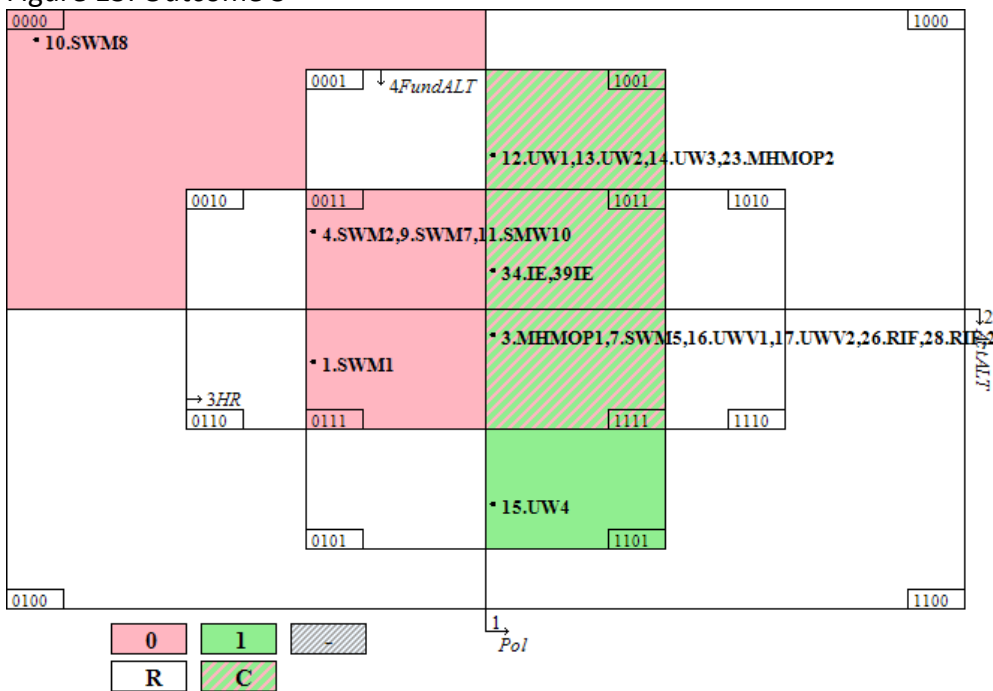 Figure 15: Outcome 5
0000
1000
10.SWM8
0001
4FundALT
1001
12.UW1,13.UW2,14.UW3,23.MHMOP2
0010
0011
1011
1010
4.SWM2,9.SWM7,11.SMW10
34.IE,39IE
2
3.MHMOP1,7.SWM5,16.UWV1,17.UWV2,26.RIF,28.RIF,2
1.SWM1
3HR
0110
0111
1111
1110
15.UW4
0101
1101
0100
1100
1
Pol
0
1
-
R
C